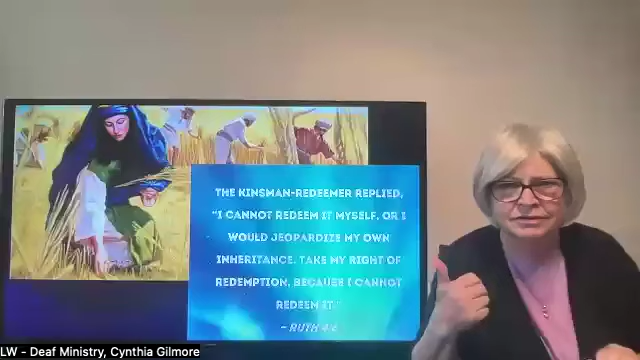 THE KINSMAN-REDEEMER REPLIED,
"I CANNOT REDEEM IT MYSELF, OR I
WOULD JEOPARDIZE MY OWN
INHERITANCE. TAKE MY RIGHT OF
REDEMPTION, BECAUSE I CANNOT
REDEEM IT."
~ RUTH 4:6
LW - Deaf Ministry, Cynthia Gilmore